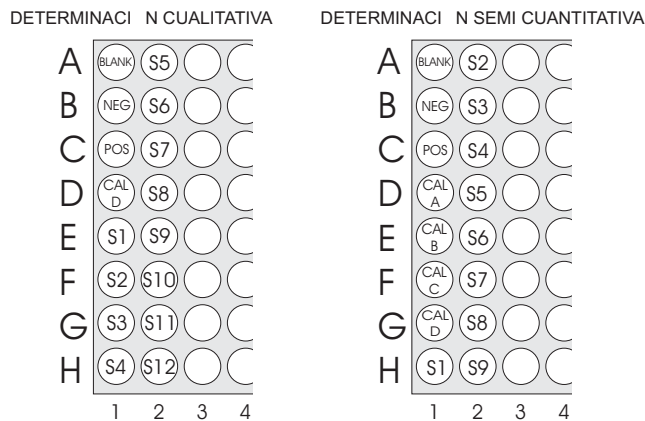 DETERMINACI N CUALITATIVA
A BLANK S5
B NEG S6
C POS S7
D CAL D S8
E S1 S9
F S2 S10
G S3 S11
H S4 S12
1 2 3 4
DETERMINACI N SEMI CUANTITATIVA
A BLANK S2
B NEG S3
C POS S4
D CAL A S5
E CAL B S6
F CAL C S7
G CAL D S8
H S1 S9
1 2 3 4